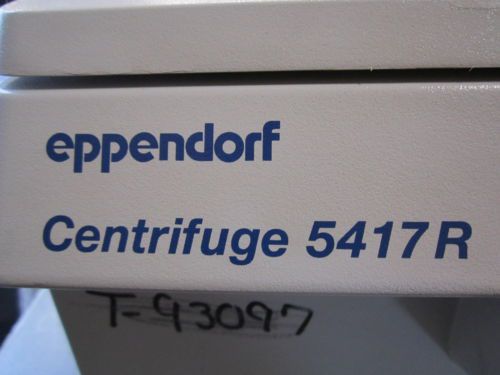 eppendorf
Centrifuge 5417R
T-93097